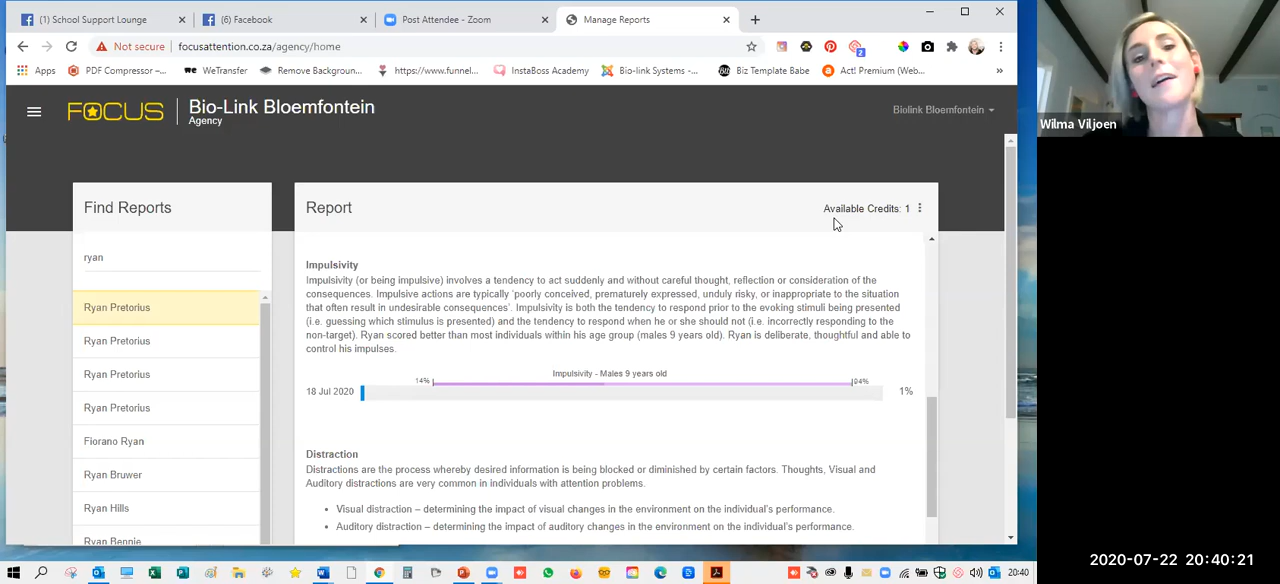 (1) School Support Lounge
(6) Facebook
Post Attendee - Zoom
Manage Reports
Not secure
focusattention.co.za/agency/home
2
Apps
PDF Compressor –...
WeTransfer
Remove Backgroun...
https://www.funnel...
InstaBoss Academy
Bio-link Systems -...
Biz Template Babe
Act! Premium (Web...
FOCUS
Bio-Link Bloemfontein
Agency
Biolink Bloemfontein
Wilma Viljoen
Find Reports
Report
Available Credits: 1
ryan
Ryan Pretorius
Ryan Pretorius
Ryan Pretorius
Ryan Pretorius
Fiorano Ryan
Ryan Bruwer
Ryan Hills
Ryan Bennie
Impulsivity
Impulsivity (or being impulsive) involves a tendency to act suddenly and without careful thought, reflection or consideration of the
consequences. Impulsive actions are typically 'poorly conceived, prematurely expressed, unduly risky, or inappropriate to the situation
that often result in undesirable consequences'. Impulsivity is both the tendency to respond prior to the evoking stimuli being presented
(i.e. guessing which stimulus is presented) and the tendency to respond when he or she should not (i.e. incorrectly responding to the
non-target). Ryan scored better than most individuals within his age group (males 9 years old). Ryan is deliberate, thoughtful and able to
control his impulses.
Impulsivity - Males 9 years old
14%
18 Jul 2020
1%
Distraction
Distractions are the process whereby desired information is being blocked or diminished by certain factors. Thoughts, Visual and
Auditory distractions are very common in individuals with attention problems.
• Visual distraction – determining the impact of visual changes in the environment on the individual's performance.
• Auditory distraction – determining the impact of auditory changes in the environment on the individual's performance.
2020-07-22 20:40:21
20:40